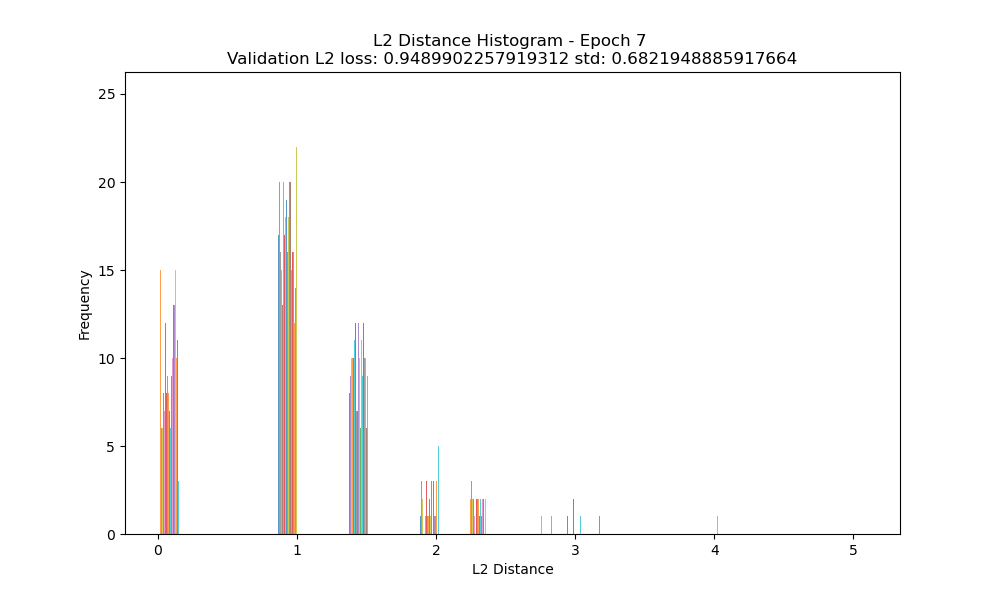 L2 Distance Histogram - Epoch 7
Validation L2 loss: 0.9489902257919312 std: 0.6821948885917664
25
20
15
10
5
0
Frequency
0 1 2 3 4 5
L2 Distance